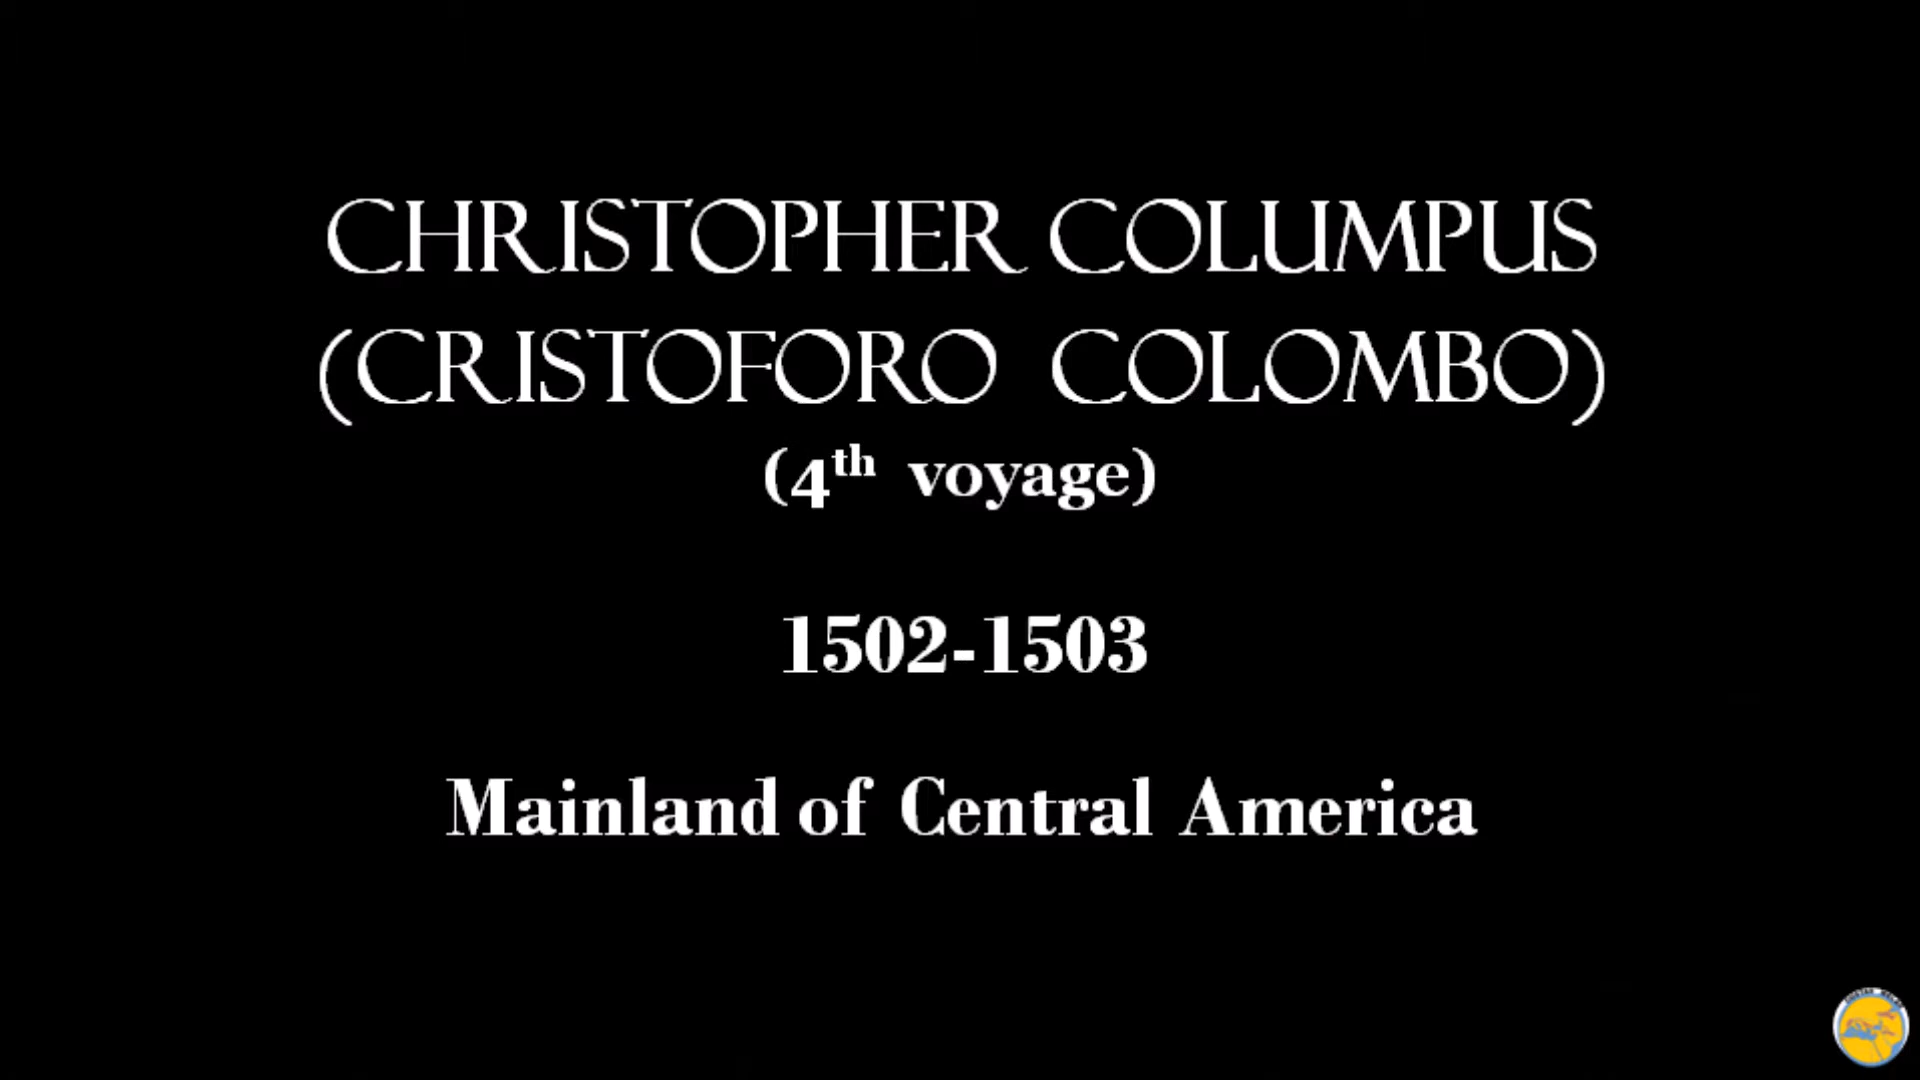 CHRISTOPHER COLUMPUS
(CRISTOFORO COLOMBO)
(4th voyage)
1502-1503
Mainland of Central America